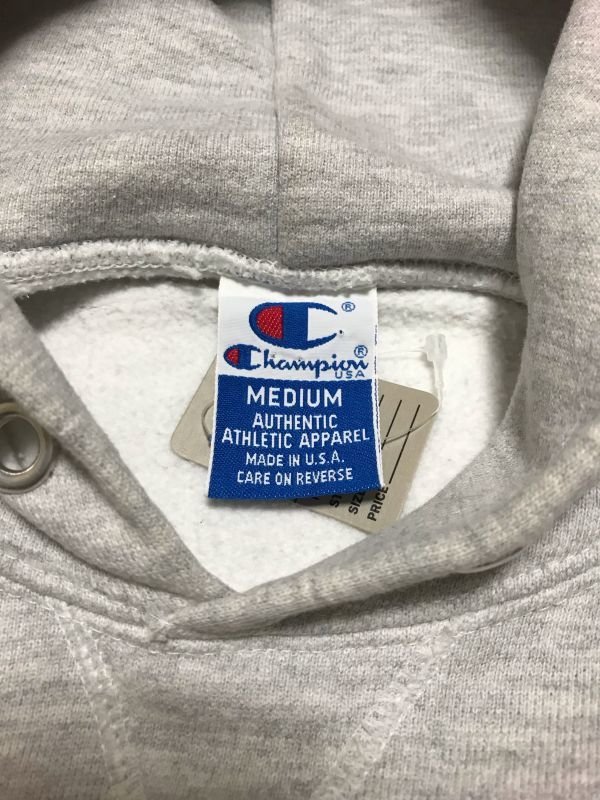 ®
Champion®
USA
MEDIUM
AUTHENTIC
ATHLETIC APPAREL
MADE IN U.S.A.
CARE ON REVERSE
SIZE
PRICE